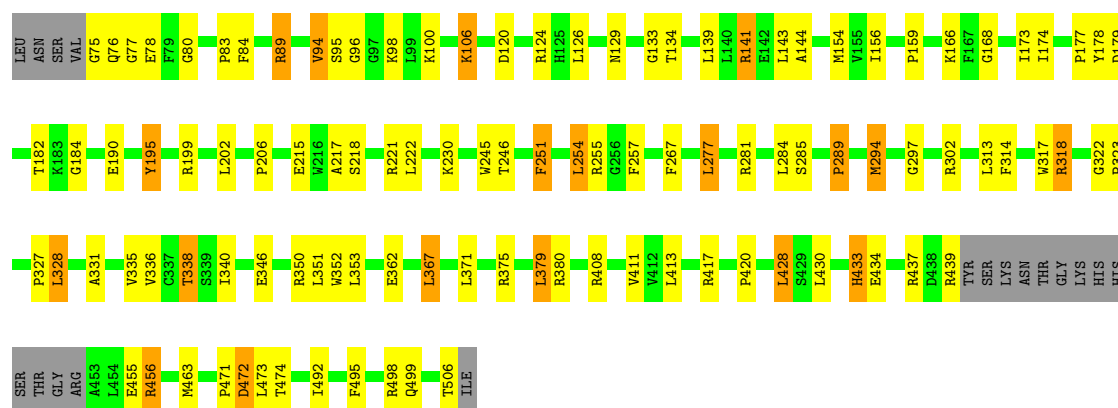 LEU ASN SER VAL G75 Q76 G77 E78 F79 G80 P83 F84 R89 V94 S95 G96 G97 K98 L99 K100 K106 D120 R124 H125 L126 N129 G133 T134 L139 L140 R141 E142 L143 A144 M154 V155 I156 P159 K166 F167 G168 I173 I174 P177 Y178 D179
T182 K183 G184 E190 Y195 R199 L202 P206 E215 W216 A217 S218 R221 L222 K230 W245 T246 F251 L254 R255 G256 F257 F267 L277 R281 L284 S285 P289 M294 G297 R302 L313 F314 W317 R318 G322
P327 L328 A331 V335 V336 C337 T338 S339 I340 E346 R350 L351 W352 L353 E362 L367 L371 R375 L379 R380 R408 V411 V412 L413 R417 P420 L428 S429 L430 H433 E434 R437 D438 R439 TYR SER LYS ASN THR GLY LYS HIS HIS
SER THR GLY ARG A453 L454 E455 R456 M463 P471 D472 L473 T474 I492 F495 R498 Q499 T506 ILE